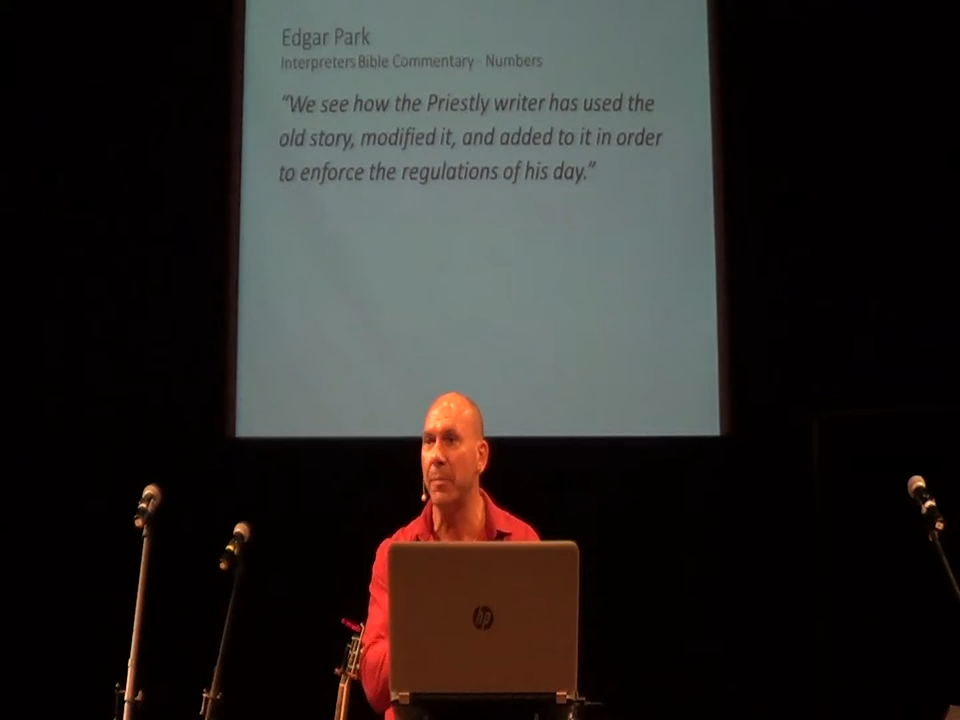 Edgar Park
Interpreters Bible Commentary - Numbers
"We see how the Priestly writer has used the
old story, modified it, and added to it in order
to enforce the regulations of his day."
hp